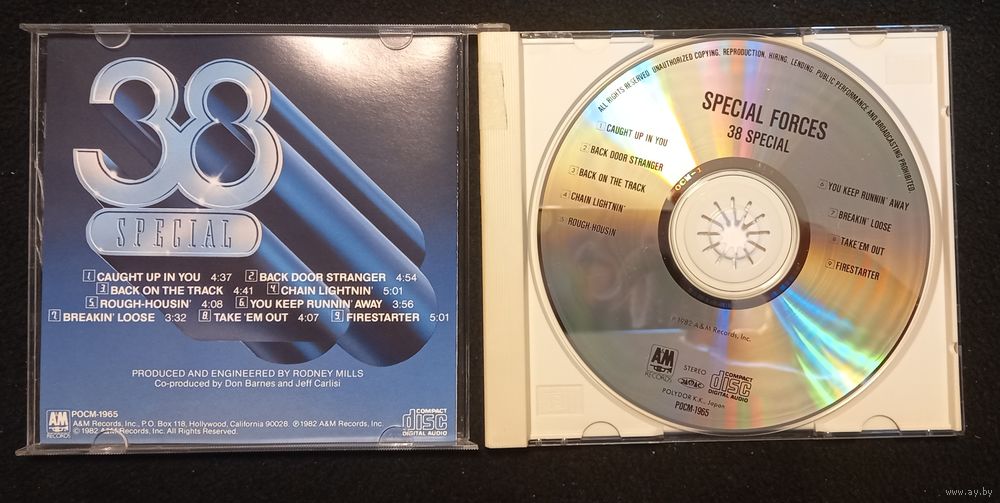 38
SPECIAL
1 CAUGHT UP IN YOU 4:37 2 BACK DOOR STRANGER 4:54
3 BACK ON THE TRACK 4:41 4 CHAIN LIGHTNIN' 5:01
5 ROUGH-HOUSIN' 4:08 6 YOU KEEP RUNNIN' AWAY 3:56
7 BREAKIN' LOOSE 3:32 8 TAKE 'EM OUT 4:07 9 FIRESTARTER 5:01
PRODUCED AND ENGINEERED BY RODNEY MILLS
Co-produced by Don Barnes and Jeff Carlisi
A&M
RECORDS
POCM-1965
A&M Records, Inc., P.O. Box 118, Hollywood, California 90028. ℗1982 A&M Records, Inc.
©1982 A&M Records, Inc. All Rights Reserved.
COMPACT
disc
DIGITAL AUDIO
ALL RIGHTS RESERVED. UNAUTHORIZED COPYING, REPRODUCTION, HIRING, LENDING, PUBLIC PERFORMANCE AND BROADCASTING PROHIBITED.
SPECIAL FORCES
38 SPECIAL
1 CAUGHT UP IN YOU
2 BACK DOOR STRANGER
3 BACK ON THE TRACK
4 CHAIN LIGHTNIN'
5 ROUGH HOUSIN
6 YOU KEEP RUNNIN' AWAY
7 BREAKIN' LOOSE
8 TAKE'EM OUT
9 FIRESTARTER
℗1982 A&M Records, Inc.
A&M
RECORDS
STEREO
COMPACT
disc
DIGITAL AUDIO
POLYDOR K.K., Japan
POCM-1965
www.ay.by